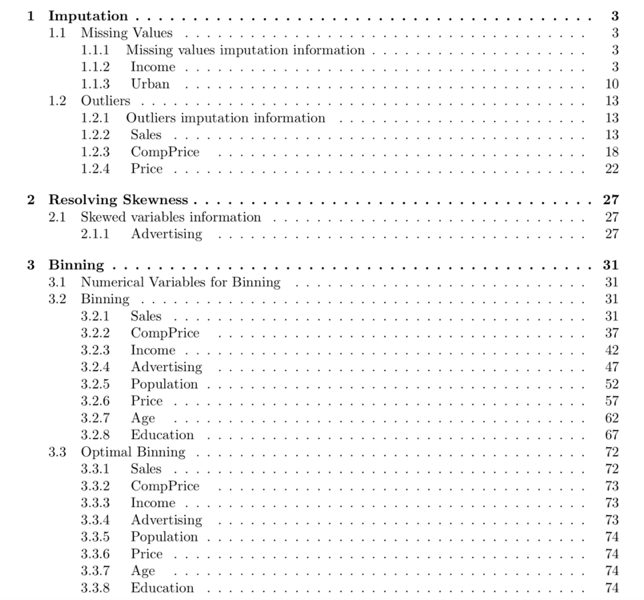 1 Imputation . . . . . . . . . . . . . . . . . . . . . . . . . . . . . . . . . . . . . . . . 3
1.1 Missing Values . . . . . . . . . . . . . . . . . . . . . . . . . . . . . . . . . . . 3
1.1.1 Missing values imputation information . . . . . . . . . . . . . . . . . . . 3
1.1.2 Income . . . . . . . . . . . . . . . . . . . . . . . . . . . . . . . . . . 3
1.1.3 Urban . . . . . . . . . . . . . . . . . . . . . . . . . . . . . . . . . . 10
1.2 Outliers . . . . . . . . . . . . . . . . . . . . . . . . . . . . . . . . . . . . . . 13
1.2.1 Outliers imputation information . . . . . . . . . . . . . . . . . . . . . 13
1.2.2 Sales . . . . . . . . . . . . . . . . . . . . . . . . . . . . . . . . . . . 13
1.2.3 CompPrice . . . . . . . . . . . . . . . . . . . . . . . . . . . . . . . . 18
1.2.4 Price . . . . . . . . . . . . . . . . . . . . . . . . . . . . . . . . . . . 22
2 Resolving Skewness . . . . . . . . . . . . . . . . . . . . . . . . . . . . . . . . . . . 27
2.1 Skewed variables information . . . . . . . . . . . . . . . . . . . . . . . . . . . 27
2.1.1 Advertising . . . . . . . . . . . . . . . . . . . . . . . . . . . . . . . . 27
3 Binning . . . . . . . . . . . . . . . . . . . . . . . . . . . . . . . . . . . . . . . . . 31
3.1 Numerical Variables for Binning . . . . . . . . . . . . . . . . . . . . . . . . . 31
3.2 Binning . . . . . . . . . . . . . . . . . . . . . . . . . . . . . . . . . . . . . . 31
3.2.1 Sales . . . . . . . . . . . . . . . . . . . . . . . . . . . . . . . . . . . 31
3.2.2 CompPrice . . . . . . . . . . . . . . . . . . . . . . . . . . . . . . . . 37
3.2.3 Income . . . . . . . . . . . . . . . . . . . . . . . . . . . . . . . . . . 42
3.2.4 Advertising . . . . . . . . . . . . . . . . . . . . . . . . . . . . . . . . 47
3.2.5 Population . . . . . . . . . . . . . . . . . . . . . . . . . . . . . . . . 52
3.2.6 Price . . . . . . . . . . . . . . . . . . . . . . . . . . . . . . . . . . . 57
3.2.7 Age . . . . . . . . . . . . . . . . . . . . . . . . . . . . . . . . . . . 62
3.2.8 Education . . . . . . . . . . . . . . . . . . . . . . . . . . . . . . . . 67
3.3 Optimal Binning . . . . . . . . . . . . . . . . . . . . . . . . . . . . . . . . . . 72
3.3.1 Sales . . . . . . . . . . . . . . . . . . . . . . . . . . . . . . . . . . . 72
3.3.2 CompPrice . . . . . . . . . . . . . . . . . . . . . . . . . . . . . . . . 73
3.3.3 Income . . . . . . . . . . . . . . . . . . . . . . . . . . . . . . . . . . 73
3.3.4 Advertising . . . . . . . . . . . . . . . . . . . . . . . . . . . . . . . . 73
3.3.5 Population . . . . . . . . . . . . . . . . . . . . . . . . . . . . . . . . 74
3.3.6 Price . . . . . . . . . . . . . . . . . . . . . . . . . . . . . . . . . . . 74
3.3.7 Age . . . . . . . . . . . . . . . . . . . . . . . . . . . . . . . . . . . 74
3.3.8 Education . . . . . . . . . . . . . . . . . . . . . . . . . . . . . . . . 74